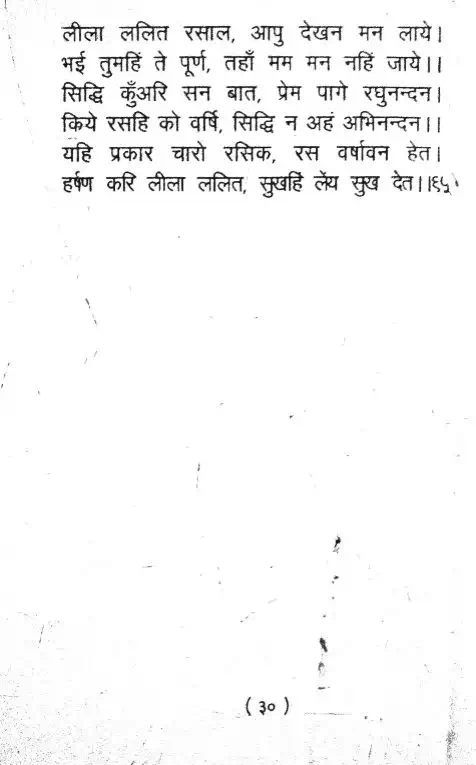 लीला ललित रसाल, आपु देखन मन लाये।
भई तुमहिं ते पूर्ण, तहाँ मम मन नहिं जाये।।
सिद्धि कुँअरि सन बात, प्रेम पागे रघुनन्दन।
किये रसहि को वर्षि, सिद्धि न अहं अभिनन्दन।।
यहि प्रकार चारो रसिक, रस वर्षावन हेत।
हर्षण करि लीला ललित, सुखहिं लेंय सुख देत।।६५
( ३० )